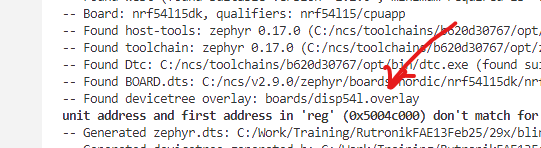 -- Board: nrf54l15dk, qualifiers: nrf54l15/cpuapp
-- Found host-tools: zephyr 0.17.0 (C:/ncs/toolchains/b620d30767/opt/z
-- Found toolchain: zephyr 0.17.0 (C:/ncs/toolchains/b620d30767/opt/ze
-- Found Dtc: C:/ncs/toolchains/b620d30767/opt/bin/dtc.exe (found sui
-- Found BOARD.dts: C:/ncs/v2.9.0/zephyr/boards/nordic/nrf54l15dk/nr
-- Found devicetree overlay: boards/disp54l.overlay
unit address and first address in 'reg' (0x5004c000) don't match for
-- Generated zephyr.dts: C:/Work/Training/RutronikFAE13Feb25/29x/blin